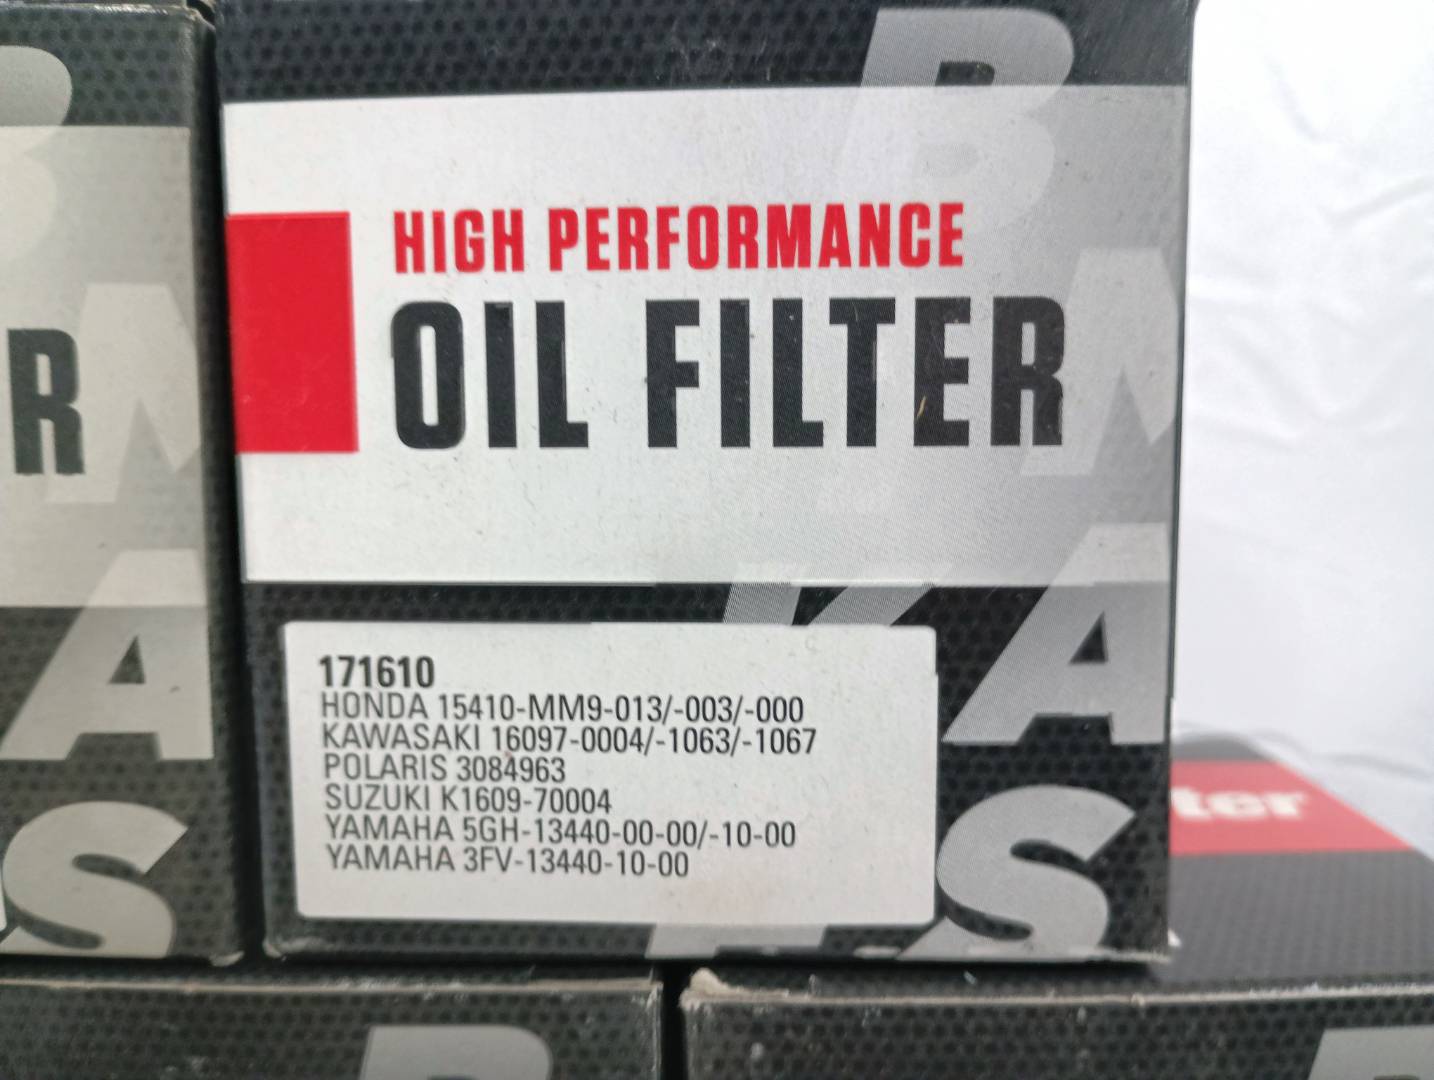 HIGH PERFORMANCE
OIL FILTER
R
171610
HONDA 15410-MM9-013/-003/-000
KAWASAKI 16097-0004/-1063/-1067
POLARIS 3084963
SUZUKI K1609-70004
YAMAHA 5GH-13440-00-00/-10-00
YAMAHA 3FV-13440-10-00
B
M
K A
S
ter